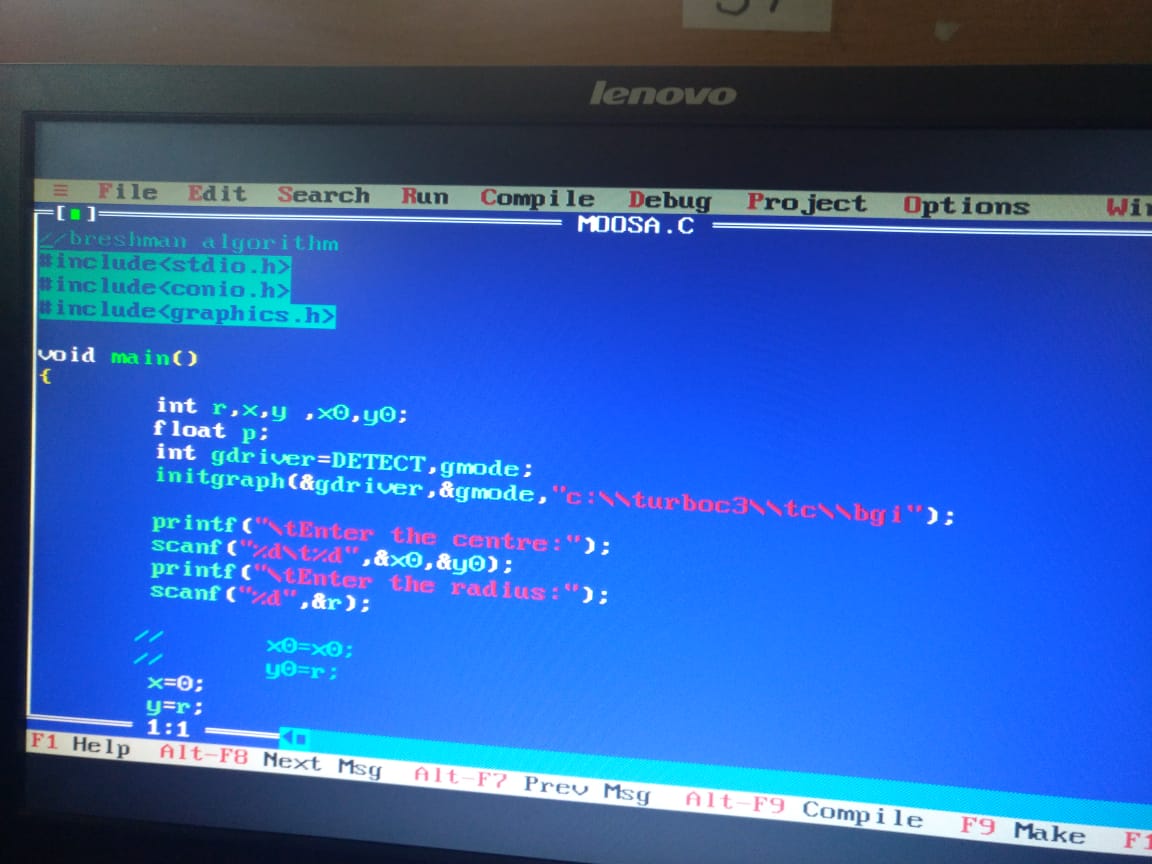 lenovo
≡ File Edit Search Run Compile Debug Project Options
[■] MOOSA.C
//breshman algorithm
#include<stdio.h>
#include<conio.h>
#include<graphics.h>
void main()
{
int r,x,y ,x0,y0;
float p;
int gdriver=DETECT,gmode;
initgraph(&gdriver,&gmode,"c:\\turboc3\\tc\\bgi");
printf("\tEnter the centre:");
scanf("%d\t%d",&x0,&y0);
printf("\tEnter the radius:");
scanf("%d",&r);
// x0=x0;
// y0=r;
x=0;
y=r;
1:1
F1 Help Alt-F8 Next Msg Alt-F7 Prev Msg Alt-F9 Compile F9 Make